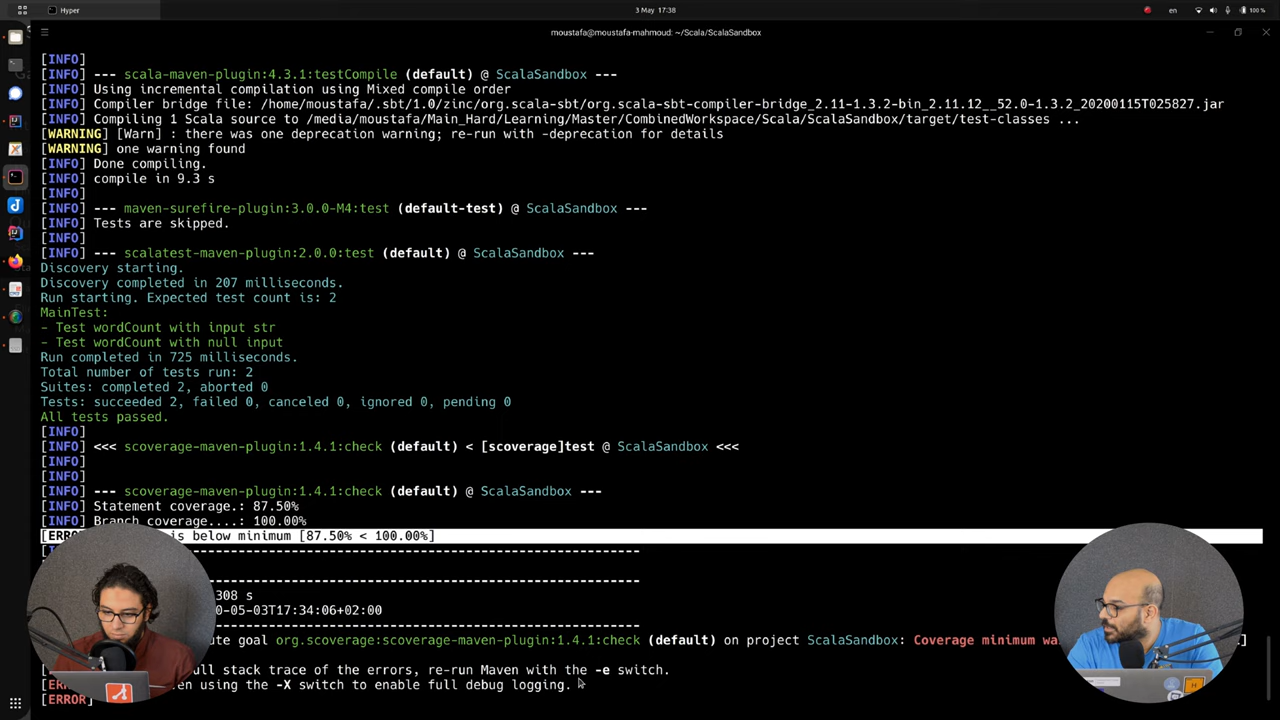 Hyper
3 May 17:38
en
100 %
moustafa@moustafa-mahmoud: ~/Scala/ScalaSandbox
[INFO]
[INFO] --- scala-maven-plugin:4.3.1:testCompile (default) @ ScalaSandbox ---
[INFO] Using incremental compilation using Mixed compile order
[INFO] Compiler bridge file: /home/moustafa/.sbt/1.0/zinc/org.scala-sbt/org.scala-sbt-compiler-bridge_2.11-1.3.2-bin_2.11.12__52.0-1.3.2_20200115T025827.jar
[INFO] Compiling 1 Scala source to /media/moustafa/Main_Hard/Learning/Master/CombinedWorkspace/Scala/ScalaSandbox/target/test-classes ...
[WARNING] [Warn] : there was one deprecation warning; re-run with -deprecation for details
[WARNING] one warning found
[INFO] Done compiling.
[INFO] compile in 9.3 s
[INFO]
[INFO] --- maven-surefire-plugin:3.0.0-M4:test (default-test) @ ScalaSandbox ---
[INFO] Tests are skipped.
[INFO]
[INFO] --- scalatest-maven-plugin:2.0.0:test (default) @ ScalaSandbox ---
Discovery starting.
Discovery completed in 207 milliseconds.
Run starting. Expected test count is: 2
MainTest:
- Test wordCount with input str
- Test wordCount with null input
Run completed in 725 milliseconds.
Total number of tests run: 2
Suites: completed 2, aborted 0
Tests: succeeded 2, failed 0, canceled 0, ignored 0, pending 0
All tests passed.
[INFO]
[INFO] <<< scoverage-maven-plugin:1.4.1:check (default) < [scoverage]test @ ScalaSandbox <<<
[INFO]
[INFO]
[INFO] --- scoverage-maven-plugin:1.4.1:check (default) @ ScalaSandbox ---
[INFO] Statement coverage.: 87.50%
[INFO] Branch coverage....: 100.00%
[ERRO is below minimum [87.50% < 100.00%]
------------------------------------------------------
------------------------------------------------------
308 s
0-05-03T17:34:06+02:00
------------------------------------------------------
ute goal org.scoverage:scoverage-maven-plugin:1.4.1:check (default) on project ScalaSandbox: Coverage minimum wa ]
ull stack trace of the errors, re-run Maven with the -e switch.
[ER en using the -X switch to enable full debug logging.
[ERROR]